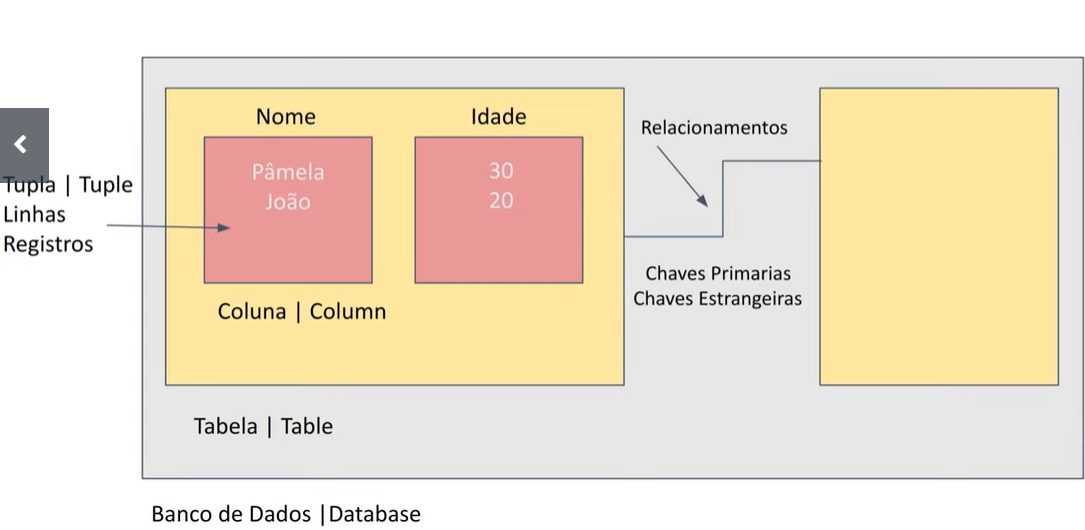 Nome
Idade
Pâmela
João
30
20
Relacionamentos
Tupla | Tuple
Linhas
Registros
Coluna | Column
Chaves Primarias
Chaves Estrangeiras
Tabela | Table
Banco de Dados |Database